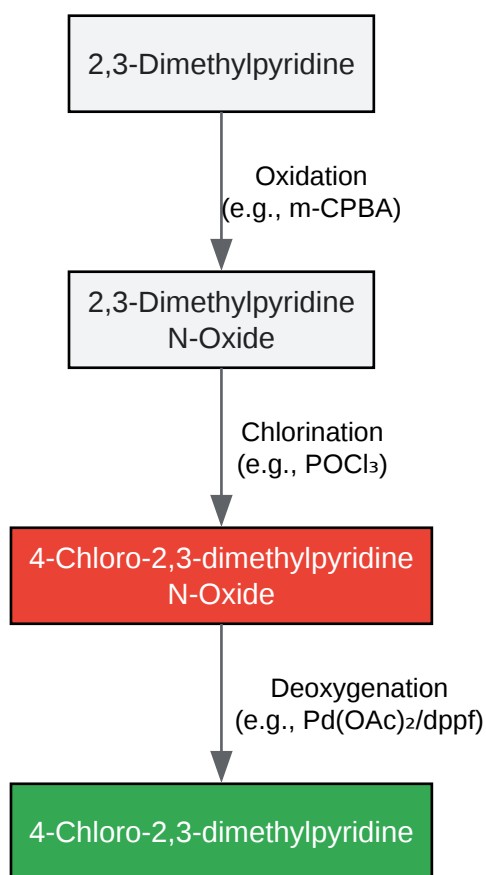 2,3-Dimethylpyridine
Oxidation
(e.g., m-CPBA)
2,3-Dimethylpyridine
N-Oxide
Chlorination
(e.g., POCl₃)
4-Chloro-2,3-dimethylpyridine
N-Oxide
Deoxygenation
(e.g., Pd(OAc)₂/dppf)
4-Chloro-2,3-dimethylpyridine